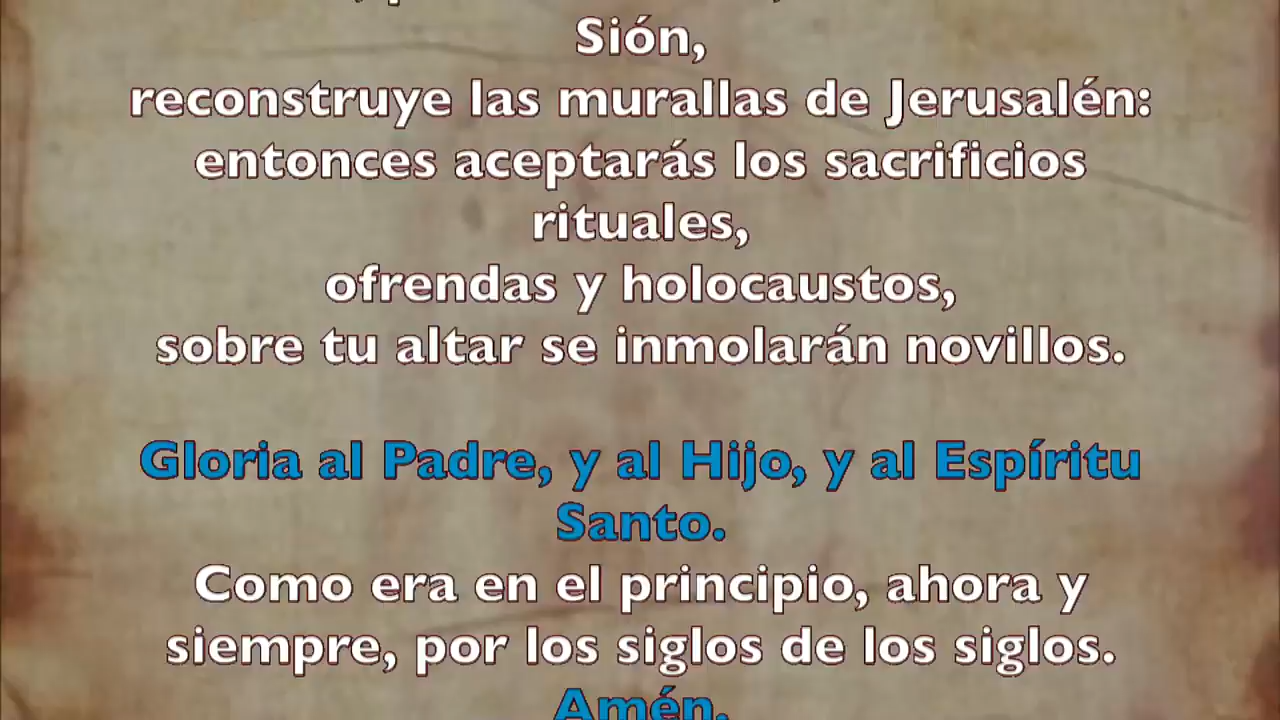 Sión,
reconstruye las murallas de Jerusalén:
entonces aceptarás los sacrificios
rituales,
ofrendas y holocaustos,
sobre tu altar se inmolarán novillos.
Gloria al Padre, y al Hijo, y al Espíritu
Santo.
Como era en el principio, ahora y
siempre, por los siglos de los siglos.
Amén.